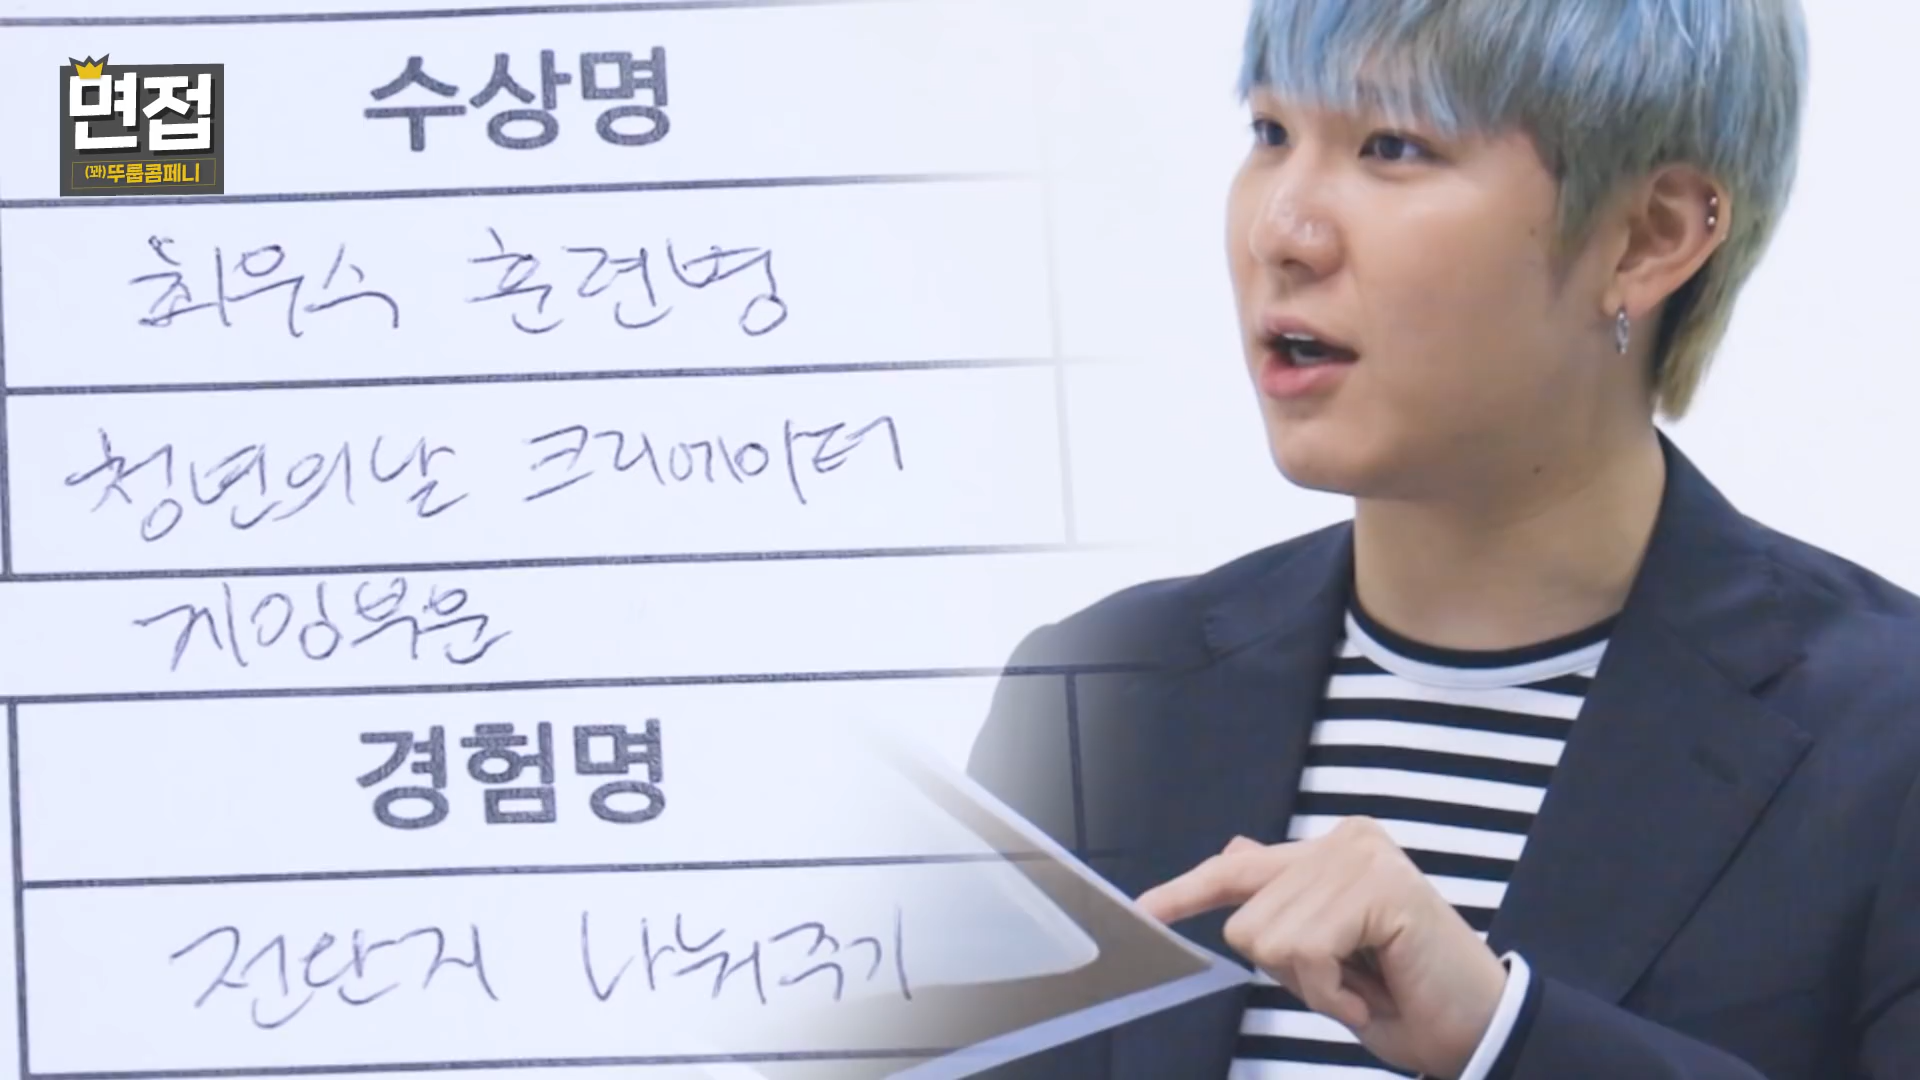 면접
(꽈)뚜룹콤페니
수상명
최우수 훈련병
청년의날 크리에이터
게임부문
경험명
전단지 나눠주기